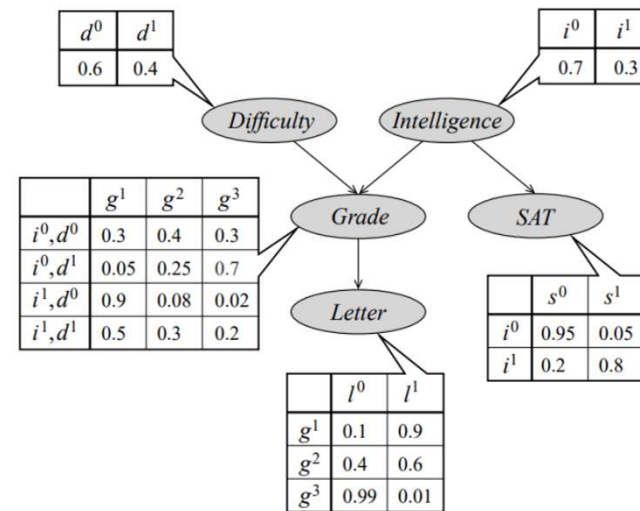 d⁰ d¹
0.6 0.4
i⁰ i¹
0.7 0.3
Difficulty
Intelligence
g¹ g² g³
i⁰,d⁰ 0.3 0.4 0.3
i⁰,d¹ 0.05 0.25 0.7
i¹,d⁰ 0.9 0.08 0.02
i¹,d¹ 0.5 0.3 0.2
Grade
SAT
s⁰ s¹
i⁰ 0.95 0.05
i¹ 0.2 0.8
Letter
l⁰ l¹
g¹ 0.1 0.9
g² 0.4 0.6
g³ 0.99 0.01